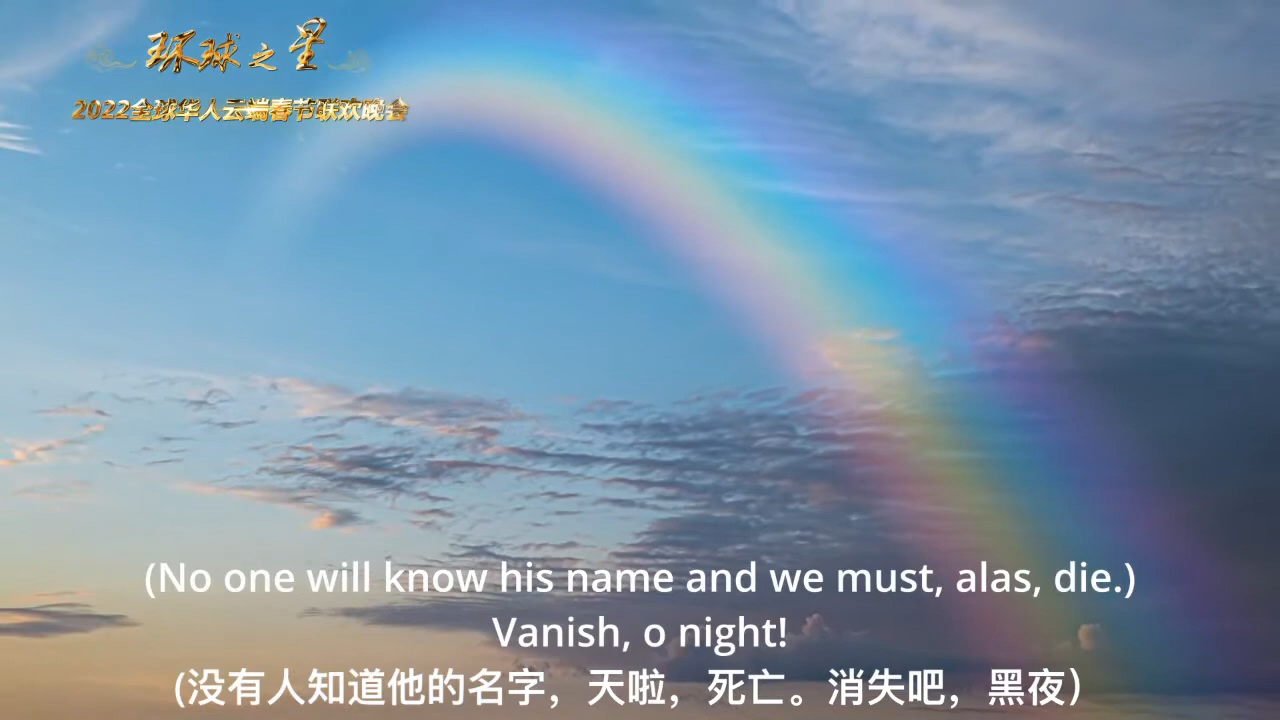 环球之星
2022全球华人云端春节联欢晚会
(No one will know his name and we must, alas, die.)
Vanish, o night!
(没有人知道他的名字，天啦，死亡。消失吧，黑夜）